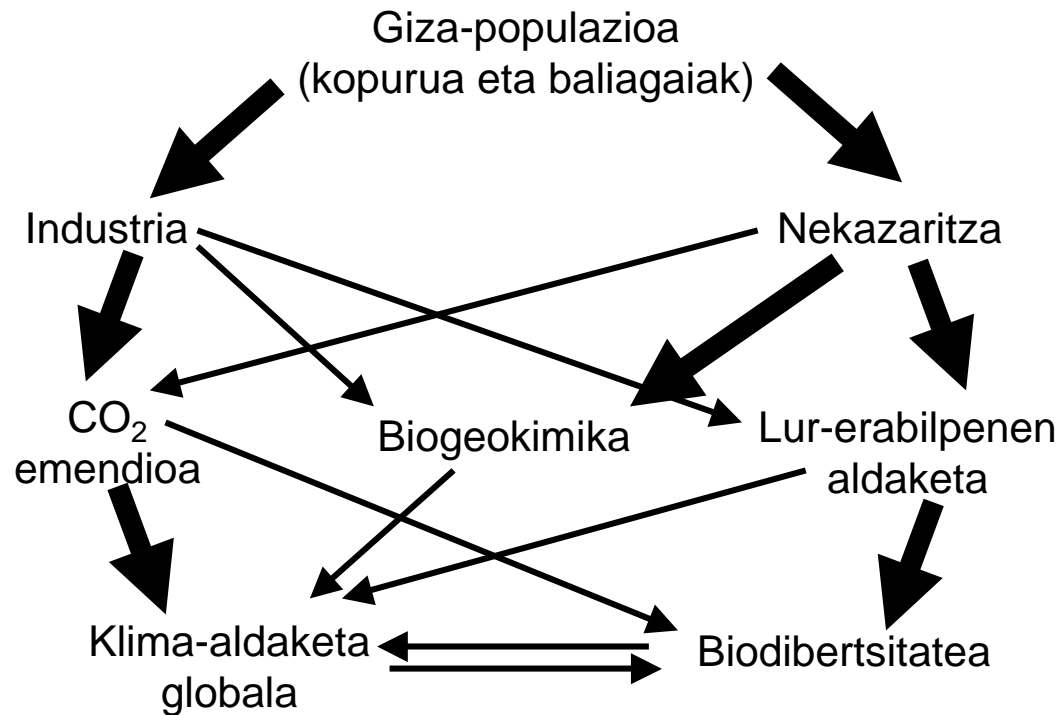 Giza-populazioa
(kopurua eta baliagaiak)
Industria
Nekazaritza
CO₂
emendioa
Biogeokimika
Lur-erabilpenen
aldaketa
Klima-aldaketa
globala
Biodibertsitatea